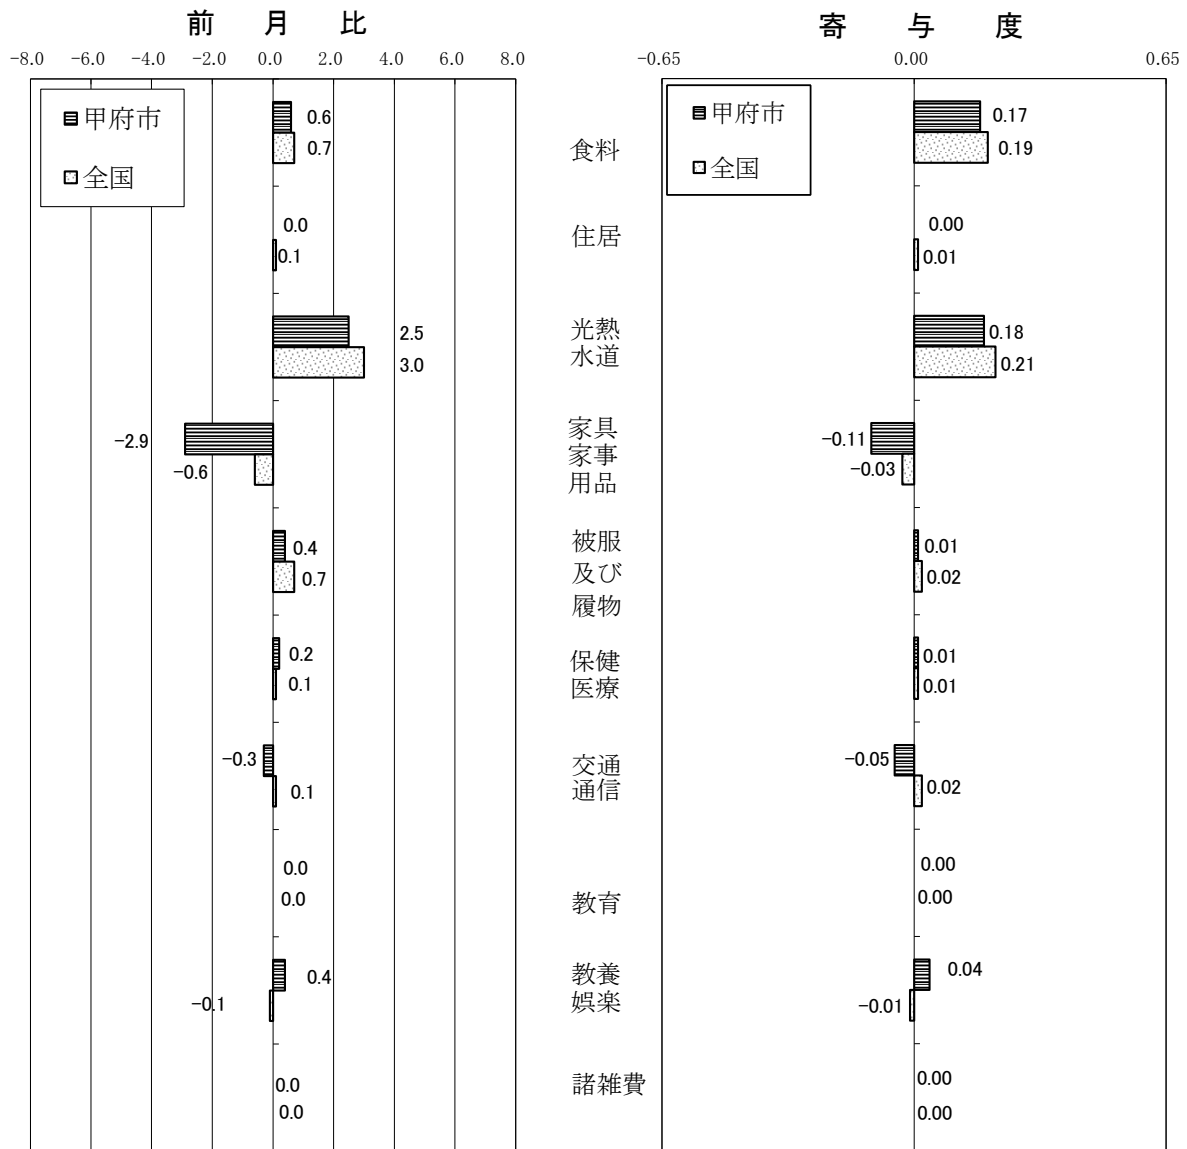 前 月 比
-8.0 -6.0 -4.0 -2.0 0.0 2.0 4.0 6.0 8.0
甲府市
全国
0.6
0.7
0.0
0.1
2.5
3.0
-2.9
-0.6
0.4
0.7
0.2
0.1
-0.3
0.1
0.0
0.0
0.4
-0.1
0.0
0.0
食料
住居
光熱
水道
家具
家事
用品
被服
及び
履物
保健
医療
交通
通信
教育
教養
娯楽
諸雑費
寄 与 度
-0.65 0.00 0.65
甲府市
全国
0.17
0.19
0.00
0.01
0.18
0.21
-0.11
-0.03
0.01
0.02
0.01
0.01
-0.05
0.02
0.00
0.00
0.04
-0.01
0.00
0.00